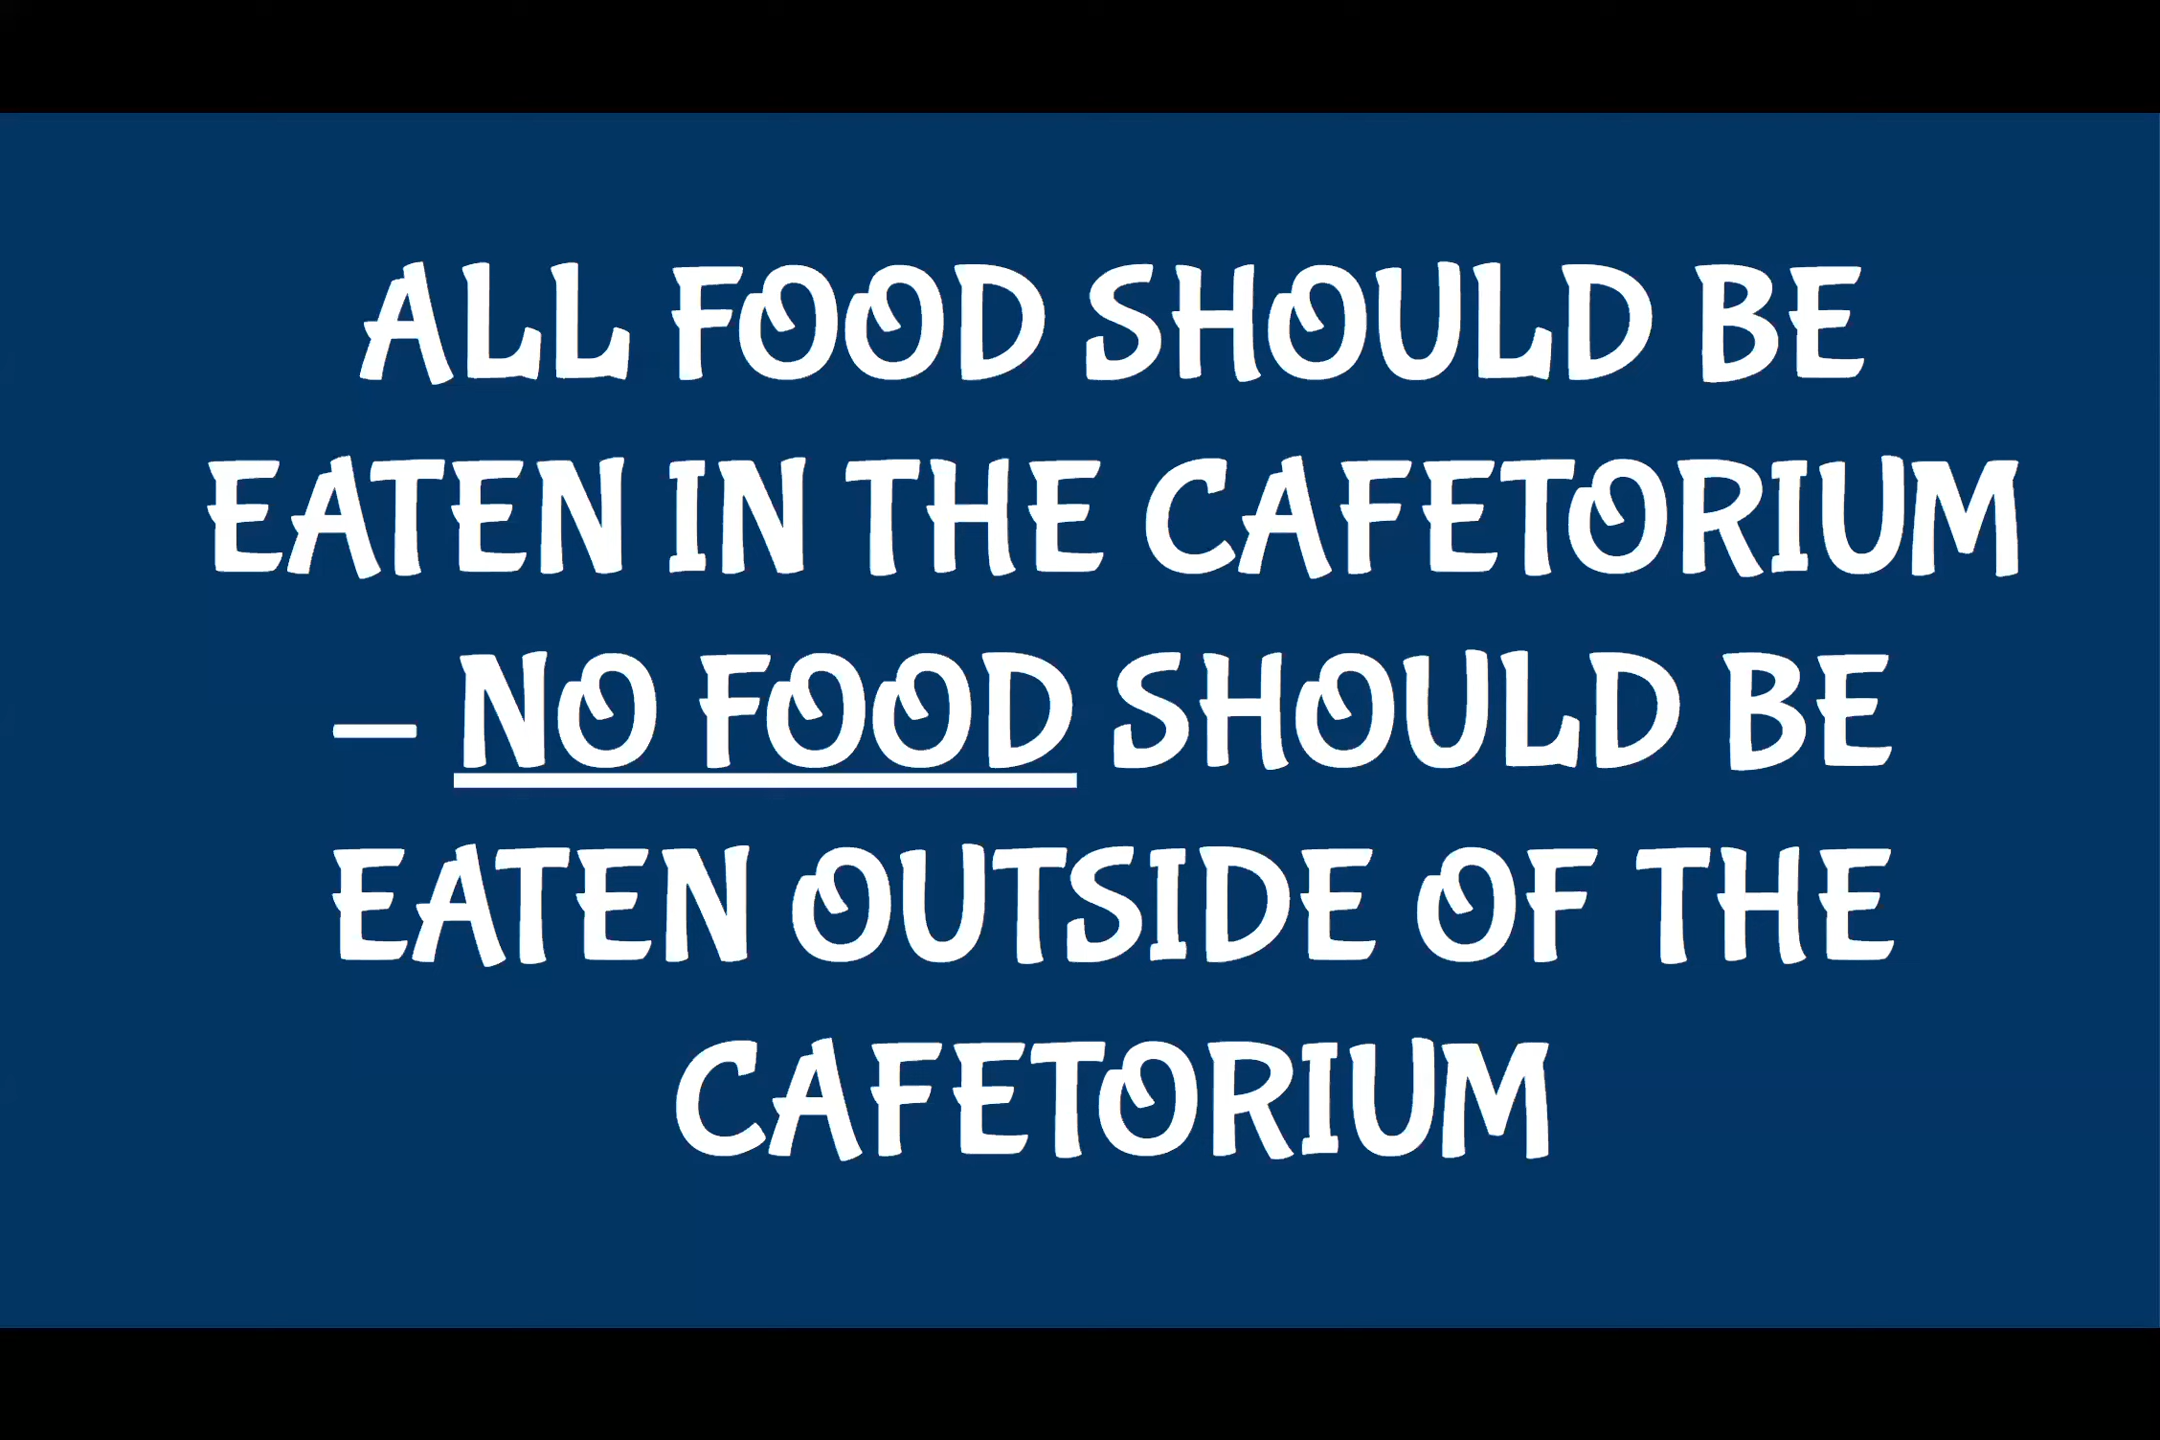 ALL FOOD SHOULD BE
EATEN IN THE CAFETORIUM
– NO FOOD SHOULD BE
EATEN OUTSIDE OF THE
CAFETORIUM